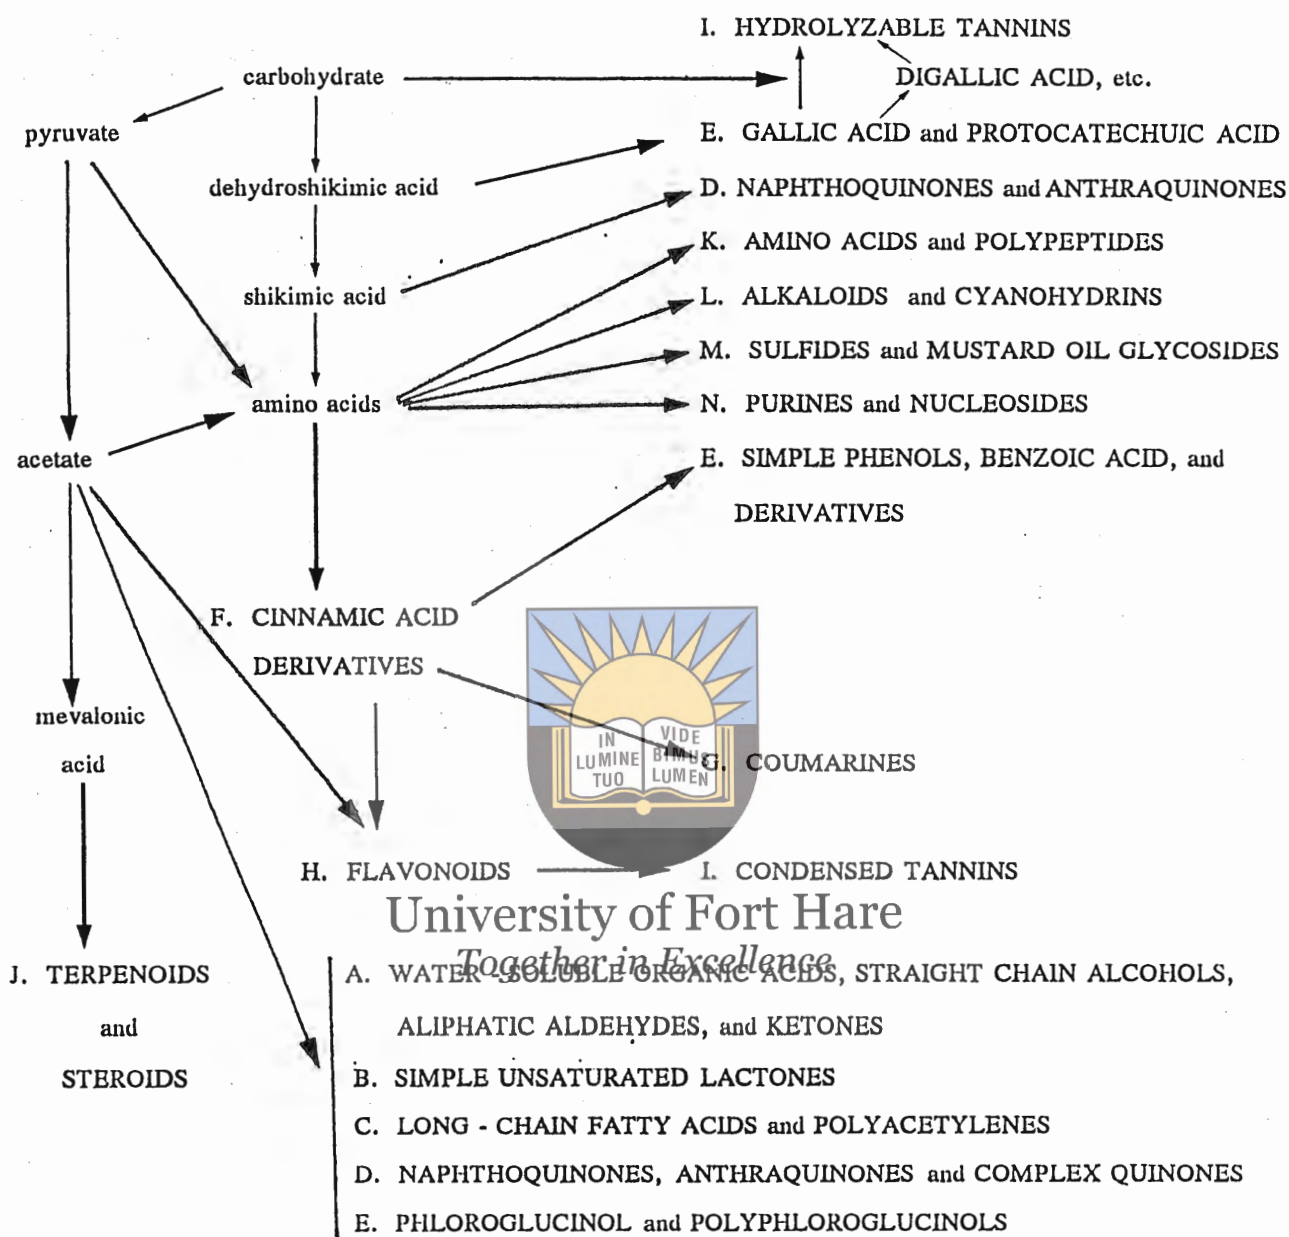 I. HYDROLYZABLE TANNINS
carbohydrate
DIGALLIC ACID, etc.
pyruvate
E. GALLIC ACID and PROTOCATECHUIC ACID
dehydroshikimic acid
D. NAPHTHOQUINONES and ANTHRAQUINONES
K. AMINO ACIDS and POLYPEPTIDES
shikimic acid
L. ALKALOIDS and CYANOHYDRINS
M. SULFIDES and MUSTARD OIL GLYCOSIDES
amino acids
N. PURINES and NUCLEOSIDES
acetate
E. SIMPLE PHENOLS, BENZOIC ACID, and
DERIVATIVES
F. CINNAMIC ACID
DERIVATIVES
mevalonic
acid
IN
LUMINE
TUO
VIDE
BIMUS
LUMEN
G. COUMARINES
H. FLAVONOIDS
I. CONDENSED TANNINS
University of Fort Hare
Together in Excellence
J. TERPENOIDS
and
STEROIDS
A. WATER - SOLUBLE ORGANIC ACIDS, STRAIGHT CHAIN ALCOHOLS,
ALIPHATIC ALDEHYDES, and KETONES
B. SIMPLE UNSATURATED LACTONES
C. LONG - CHAIN FATTY ACIDS and POLYACETYLENES
D. NAPHTHOQUINONES, ANTHRAQUINONES and COMPLEX QUINONES
E. PHLOROGLUCINOL and POLYPHLOROGLUCINOLS